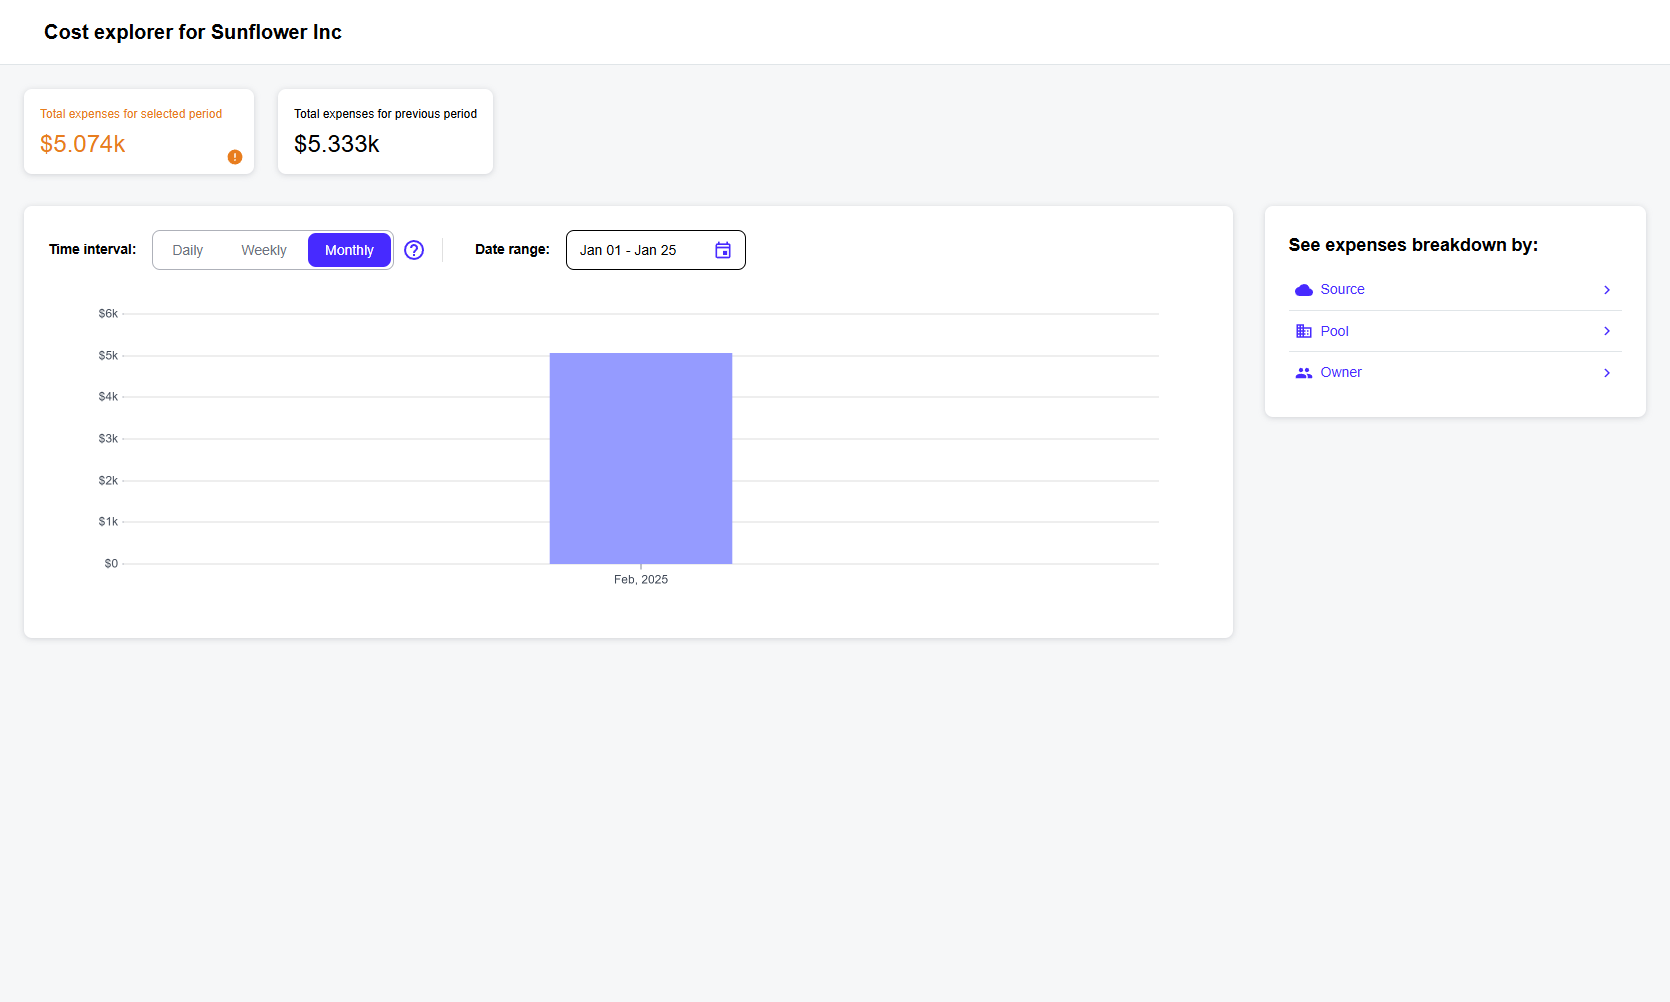 Cost explorer for Sunflower Inc
Total expenses for selected period
$5.074k
Total expenses for previous period
$5.333k
Time interval:
Daily
Weekly
Monthly
Date range:
Jan 01 - Jan 25
$6k
$5k
$4k
$3k
$2k
$1k
$0
Feb, 2025
See expenses breakdown by:
Source
Pool
Owner